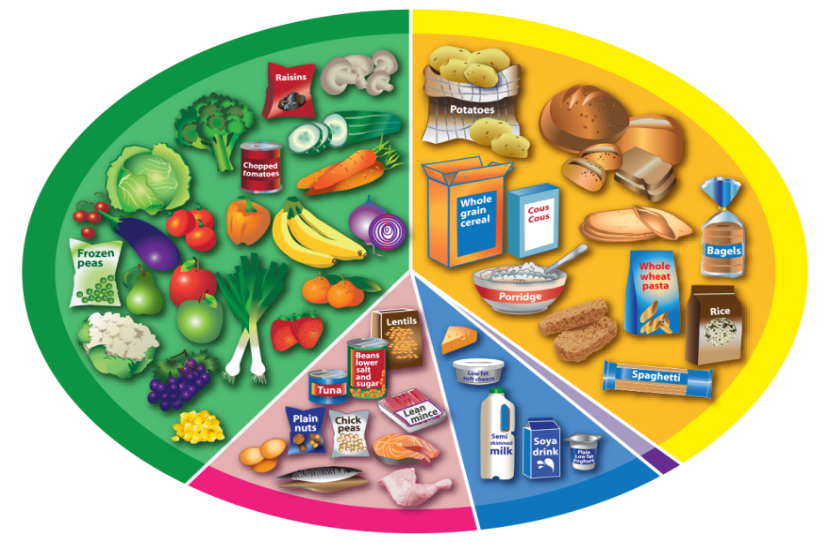 Raisins
Chopped
tomatoes
Frozen
peas
Potatoes
Whole
grain
cereal
Cous
Cous
Porridge
Bagels
Whole
wheat
pasta
Rice
Spaghetti
Lentils
Beans
lower
salt
and
sugar
Tuna
Plain
nuts
Chick
peas
Lean
mince
Low fat
soft cheese
Semi
skimmed
milk
Soya
drink
Plain
Low fat
yoghurt